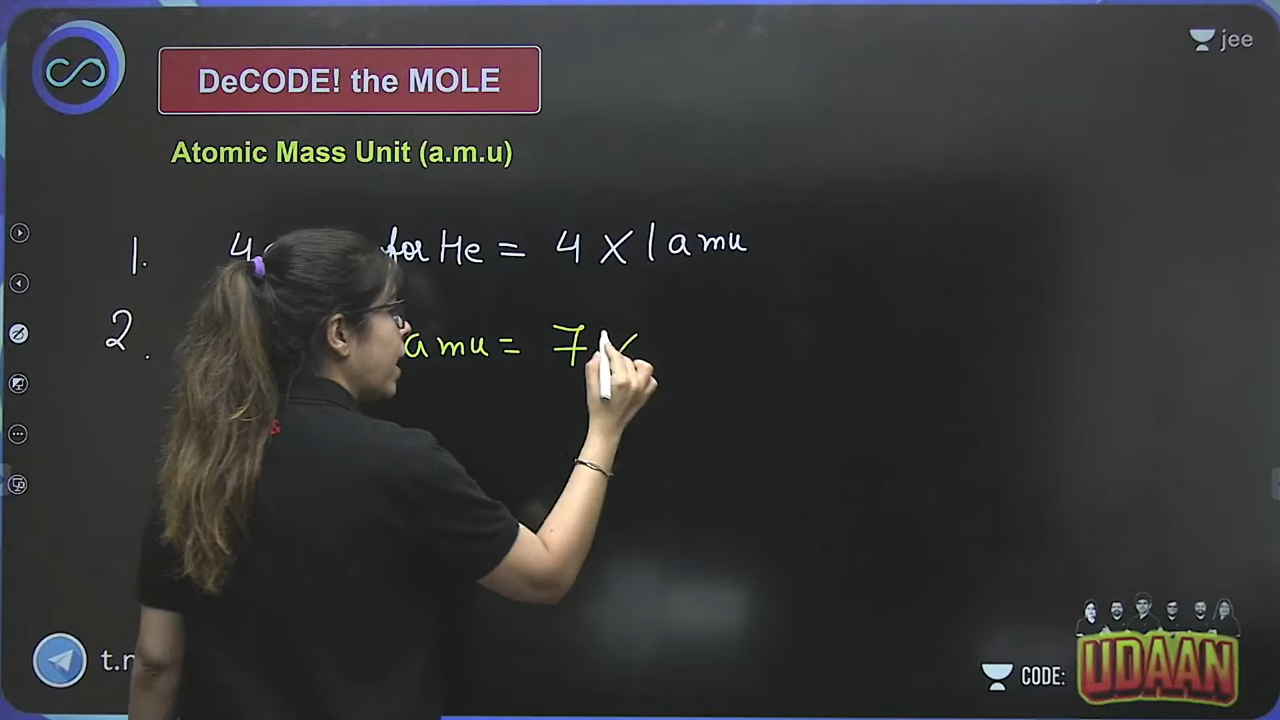 jee
DeCODE! the MOLE
Atomic Mass Unit (a.m.u)
1. 4 for He = 4 X 1 amu
2. amu = 7 X
t.
CODE: UDAAN